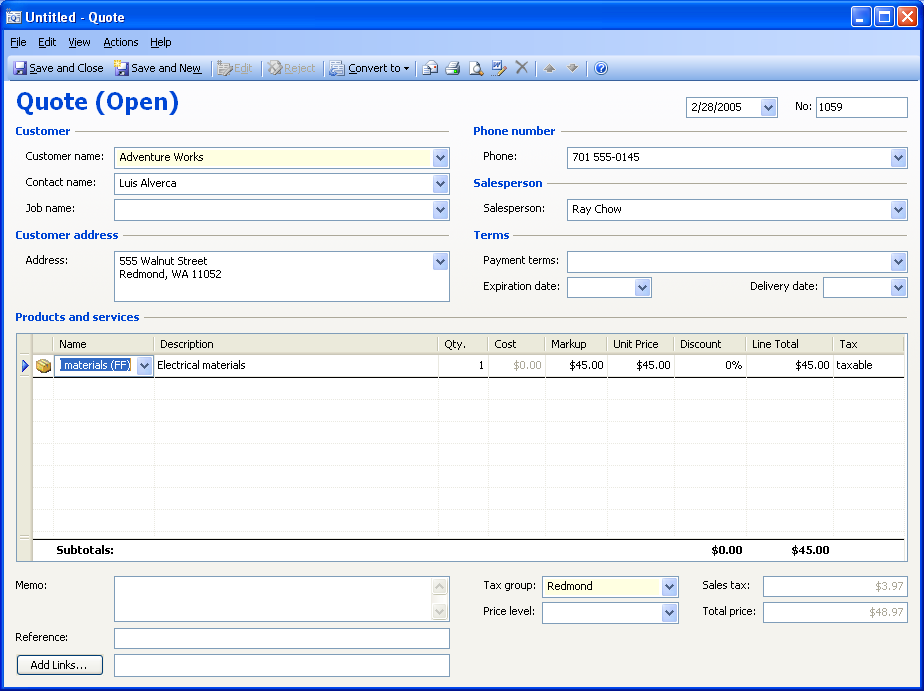 Untitled - Quote
File Edit View Actions Help
Save and Close Save and New Edit Reject Convert to
Quote (Open)
2/28/2005 No: 1059
Customer
Customer name: Adventure Works
Contact name: Luis Alverca
Job name:
Phone number
Phone: 701 555-0145
Salesperson
Salesperson: Ray Chow
Customer address
Address: 555 Walnut Street
Redmond, WA 11052
Terms
Payment terms:
Expiration date: Delivery date:
Products and services
Name Description Qty. Cost Markup Unit Price Discount Line Total Tax
materials (FF) Electrical materials 1 $0.00 $45.00 $45.00 0% $45.00 taxable
Subtotals: $0.00 $45.00
Memo:
Reference:
Add Links...
Tax group: Redmond Sales tax: $3.97
Price level: Total price: $48.97